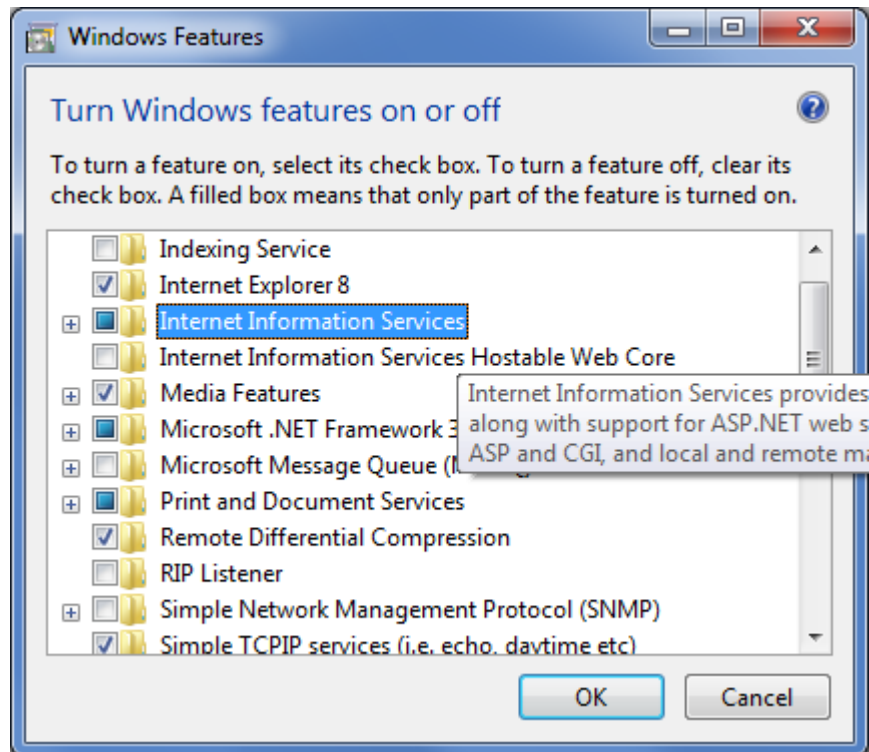 Windows Features
Turn Windows features on or off
To turn a feature on, select its check box. To turn a feature off, clear its
check box. A filled box means that only part of the feature is turned on.
Indexing Service
Internet Explorer 8
Internet Information Services
Internet Information Services Hostable Web Core
Media Features
Internet Information Services provides
Microsoft .NET Framework
along with support for ASP.NET web
Microsoft Message Queue
ASP and CGI, and local and remote
Print and Document Services
Remote Differential Compression
RIP Listener
Simple Network Management Protocol (SNMP)
Simple TCPIP services (i.e. echo, daytime etc)
OK
Cancel